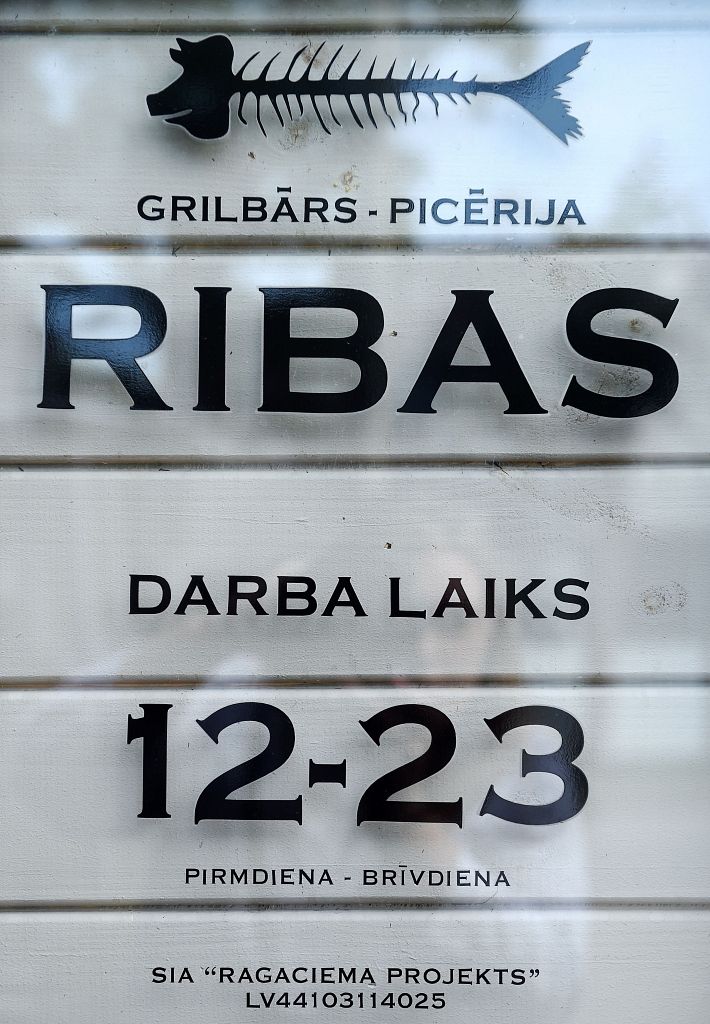 GRILBĀRS - PICĒRIJA
RIBAS
DARBA LAIKS
12-23
PIRMDIENA - BRĪVDIENA
SIA “RAGACIEMA PROJEKTS”
LV44103114025